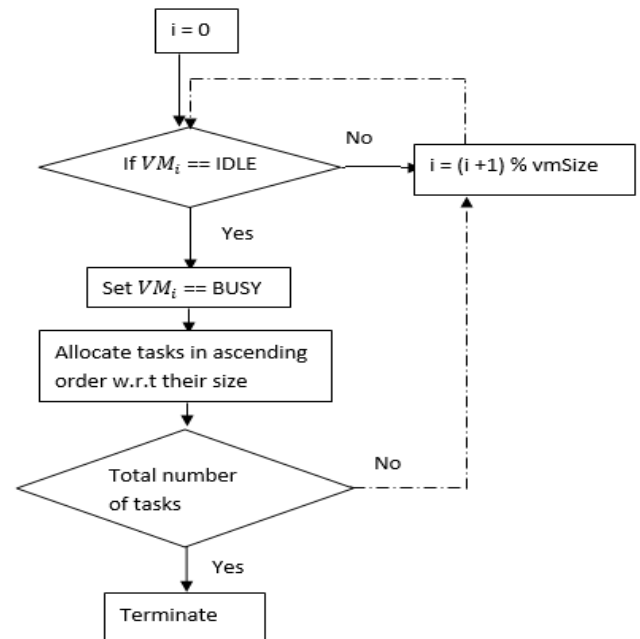 i = 0
No
If VMᵢ == IDLE
i = (i +1) % vmSize
Yes
Set VMᵢ == BUSY
Allocate tasks in ascending
order w.r.t their size
No
Total number
of tasks
Yes
Terminate